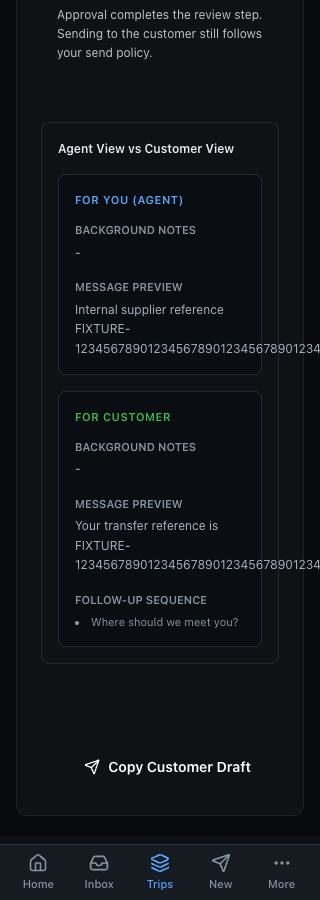 Approval completes the review step.
Sending to the customer still follows
your send policy.
Agent View vs Customer View
FOR YOU (AGENT)
BACKGROUND NOTES
-
MESSAGE PREVIEW
Internal supplier reference
FIXTURE-
1234567890123456789012345678901234
FOR CUSTOMER
BACKGROUND NOTES
-
MESSAGE PREVIEW
Your transfer reference is
FIXTURE-
1234567890123456789012345678901234
FOLLOW-UP SEQUENCE
• Where should we meet you?
Copy Customer Draft
Home Inbox Trips New More